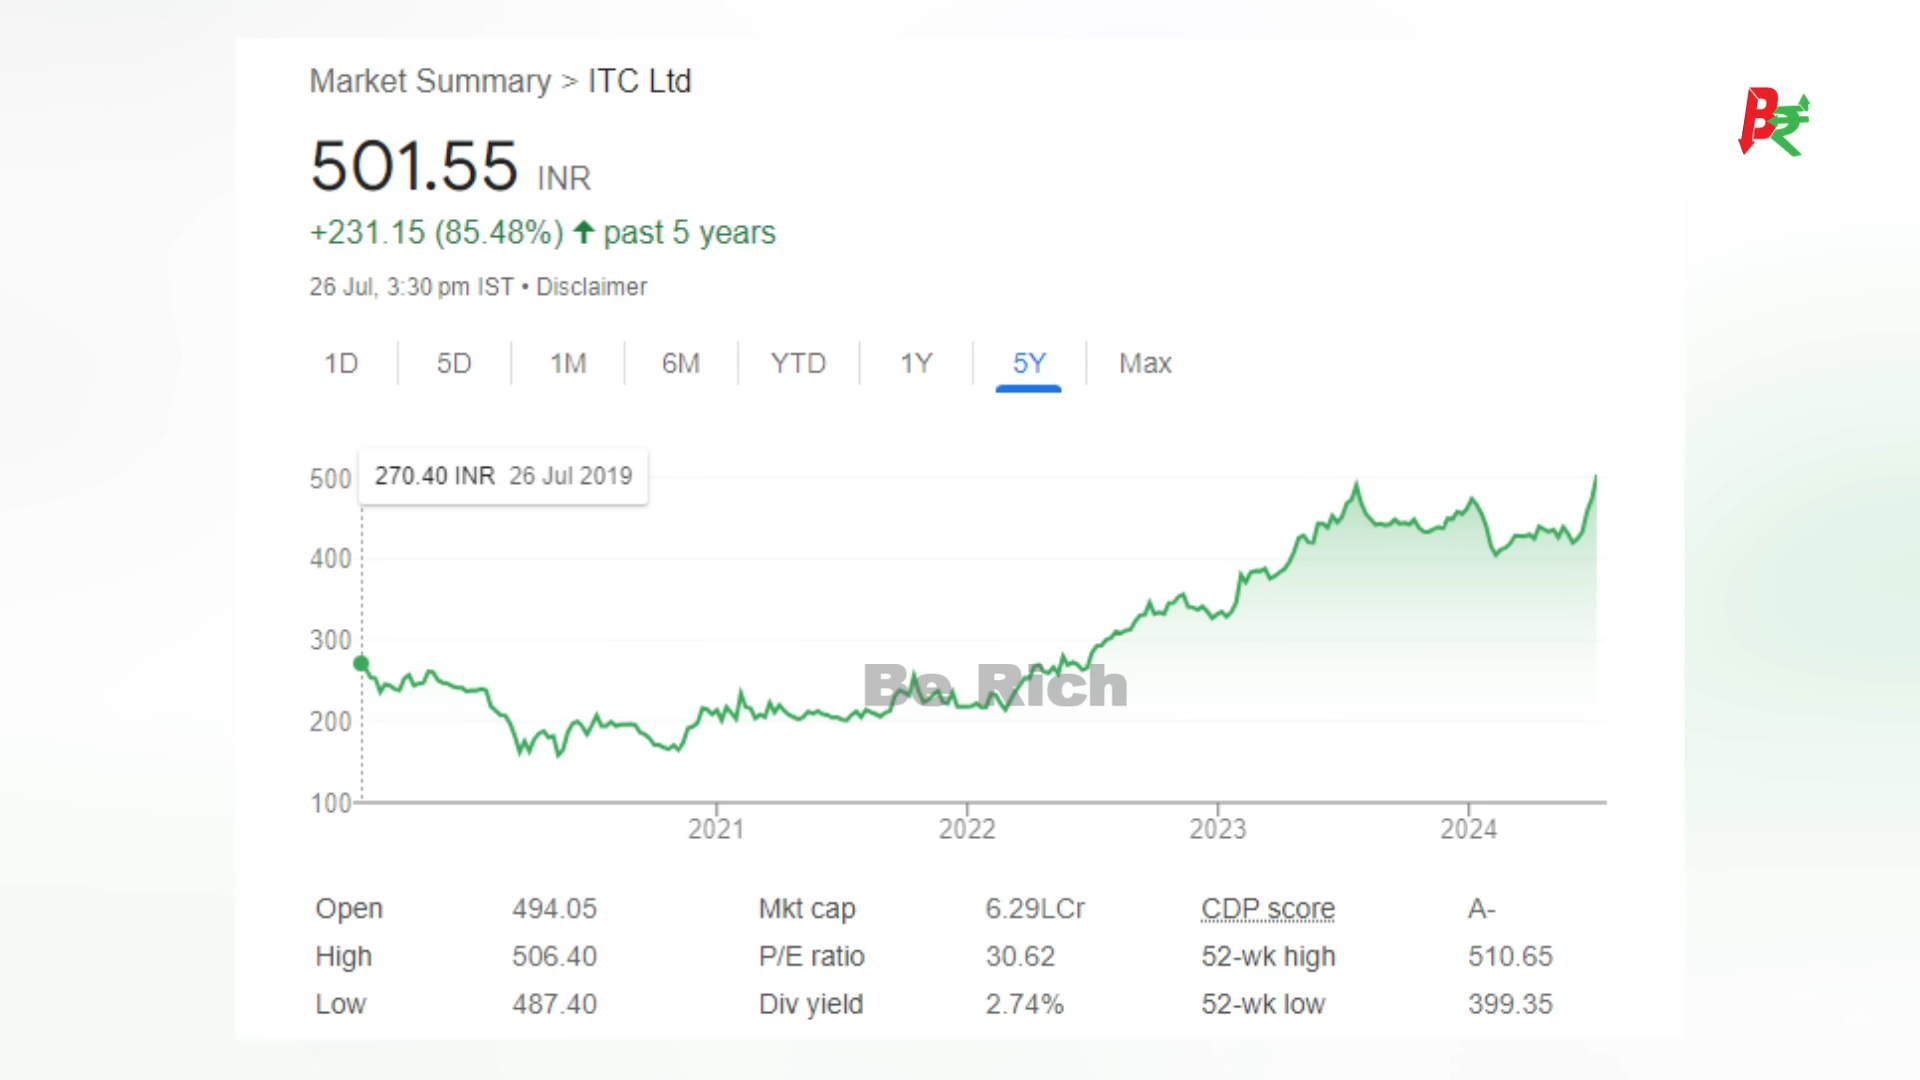 Market Summary > ITC Ltd
501.55 INR
+231.15 (85.48%) ↑ past 5 years
26 Jul, 3:30 pm IST • Disclaimer
1D 5D 1M 6M YTD 1Y 5Y Max
270.40 INR 26 Jul 2019
500
400
300
200
100
2021 2022 2023 2024
Be Rich
Open 494.05 Mkt cap 6.29LCr CDP score A-
High 506.40 P/E ratio 30.62 52-wk high 510.65
Low 487.40 Div yield 2.74% 52-wk low 399.35